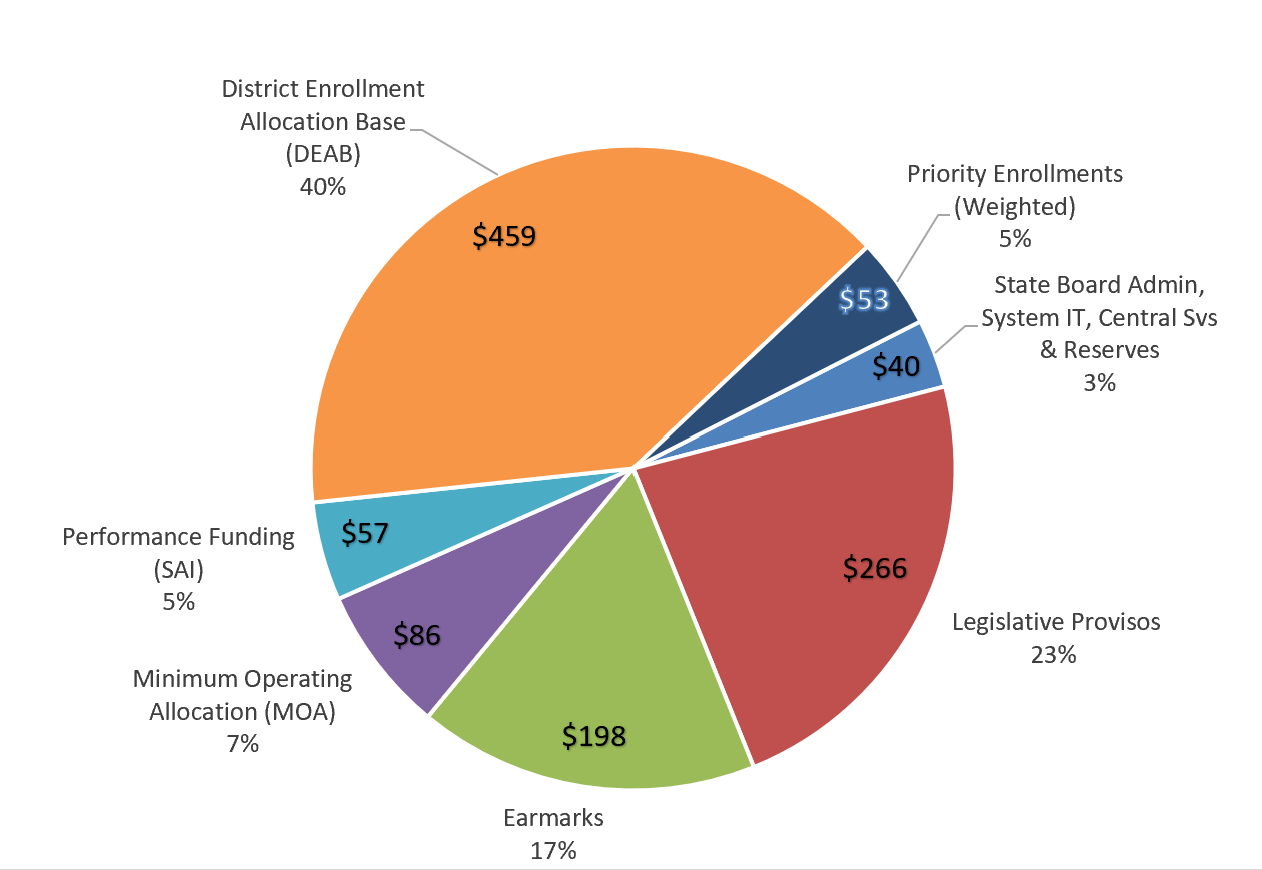 District Enrollment
Allocation Base
(DEAB)
40%
$459
Priority Enrollments
(Weighted)
5%
$53
State Board Admin,
System IT, Central Svs
& Reserves
3%
$40
$266
Legislative Provisos
23%
Performance Funding
(SAI)
5%
$57
$86
Minimum Operating
Allocation (MOA)
7%
$198
Earmarks
17%